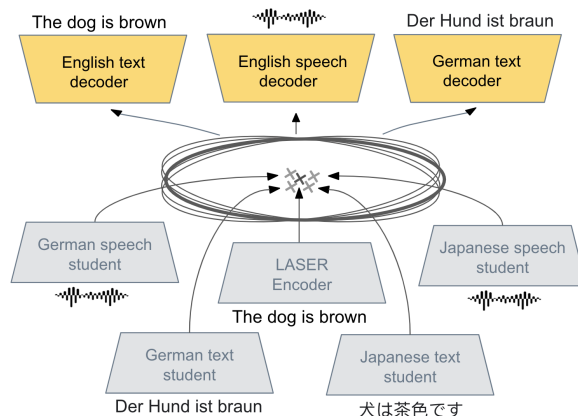 The dog is brown
Der Hund ist braun
English text
decoder
English speech
decoder
German text
decoder
German speech
student
LASER
Encoder
Japanese speech
student
The dog is brown
German text
student
Japanese text
student
Der Hund ist braun
犬は茶色です